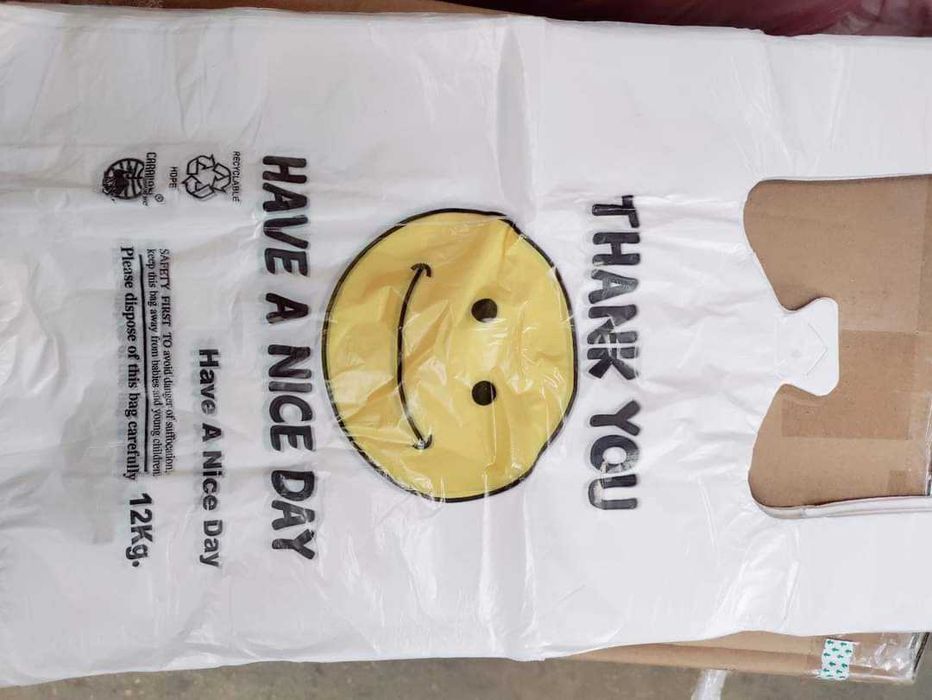 THANK YOU
HAVE A NICE DAY
Have A Nice Day
RECYCLABLE
HDPE
SAFETY FIRST TO avoid danger of suffocation,
keep this bag away from babies and young children.
Please dispose of this bag carefully
12Kg.